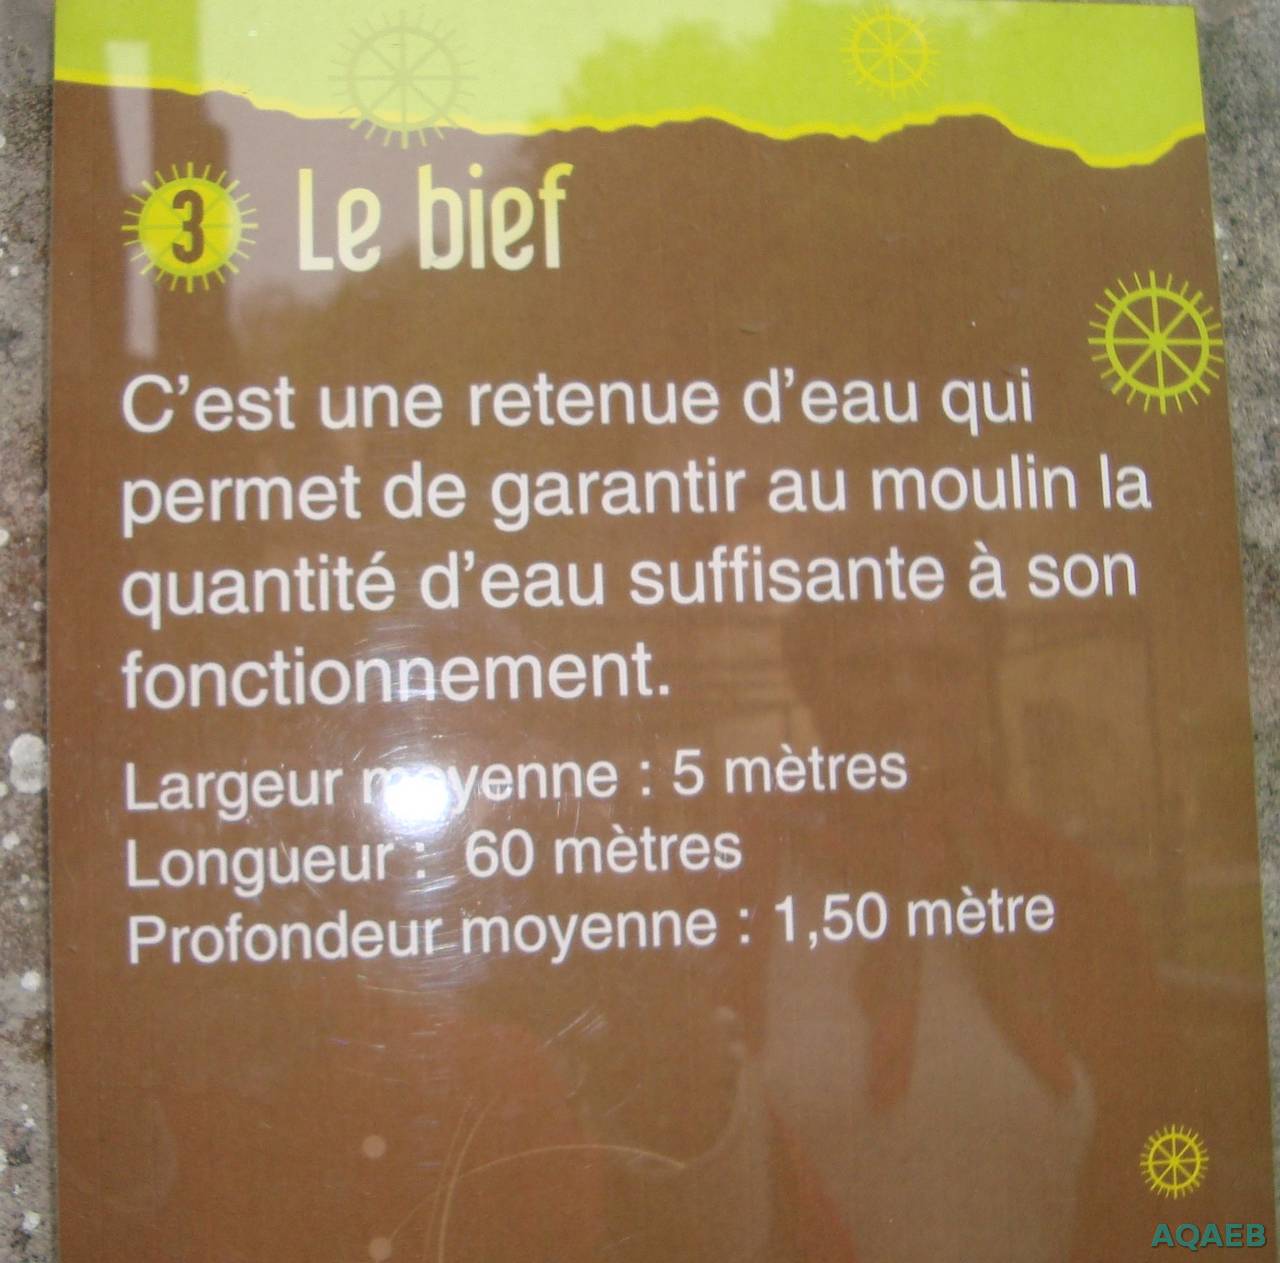 3 Le bief
C'est une retenue d'eau qui
permet de garantir au moulin la
quantité d'eau suffisante à son
fonctionnement.
Largeur moyenne : 5 mètres
Longueur : 60 mètres
Profondeur moyenne : 1,50 mètre
AQAEB